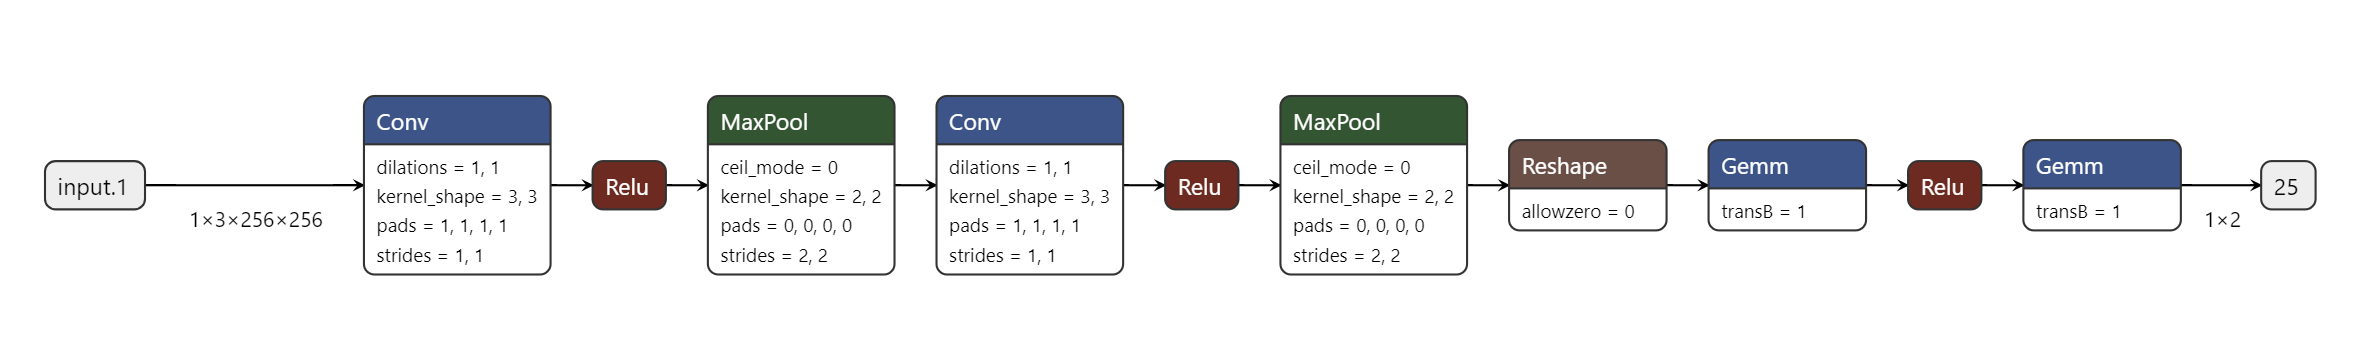 input.1
1×3×256×256
Conv
dilations = 1, 1
kernel_shape = 3, 3
pads = 1, 1, 1, 1
strides = 1, 1
Relu
MaxPool
ceil_mode = 0
kernel_shape = 2, 2
pads = 0, 0, 0, 0
strides = 2, 2
Conv
dilations = 1, 1
kernel_shape = 3, 3
pads = 1, 1, 1, 1
strides = 1, 1
Relu
MaxPool
ceil_mode = 0
kernel_shape = 2, 2
pads = 0, 0, 0, 0
strides = 2, 2
Reshape
allowzero = 0
Gemm
transB = 1
Relu
Gemm
transB = 1
1×2
25